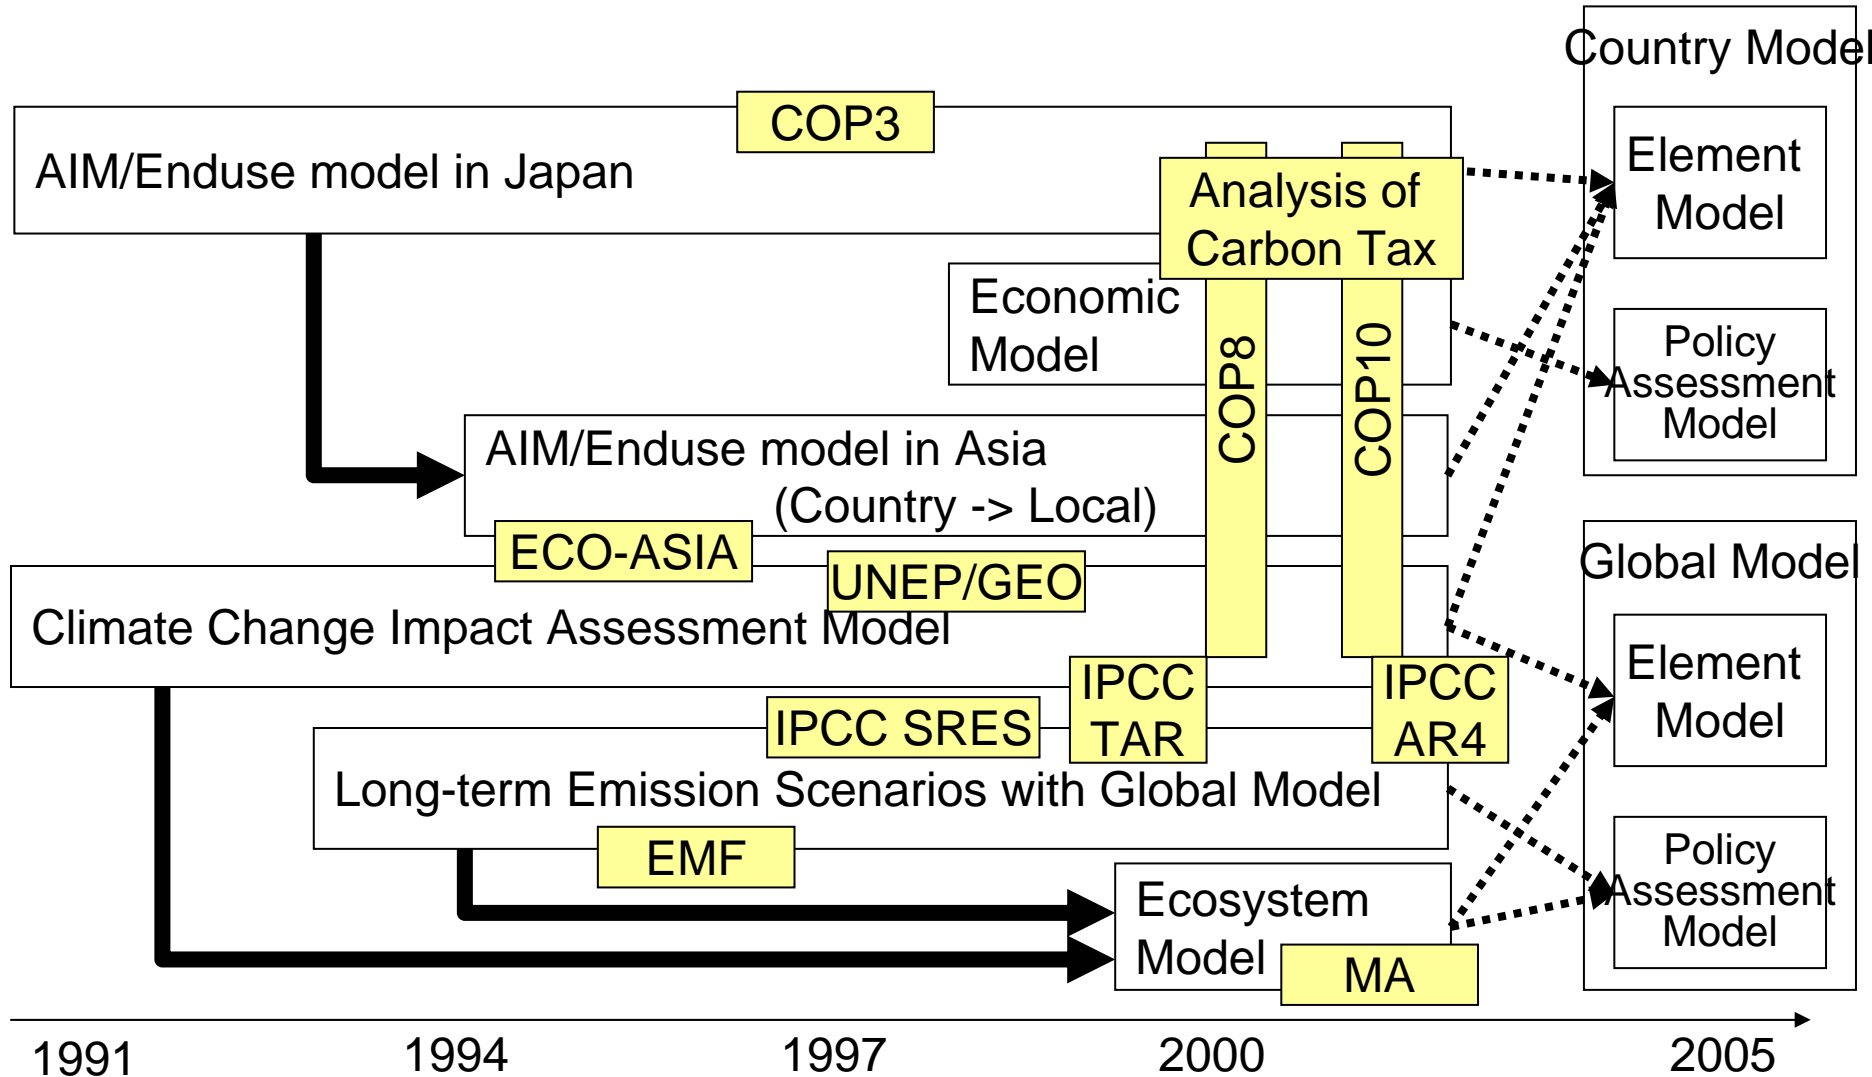 Country Model
COP3
AIM/Enduse model in Japan
Analysis of
Carbon Tax
Element
Model
Economic
Model
COP8
COP10
Policy
Assessment
Model
AIM/Enduse model in Asia
(Country -> Local)
ECO-ASIA
UNEP/GEO
Global Model
Climate Change Impact Assessment Model
Element
Model
IPCC SRES
IPCC
TAR
IPCC
AR4
Long-term Emission Scenarios with Global Model
EMF
Policy
Assessment
Model
Ecosystem
Model
MA
1991
1994
1997
2000
2005